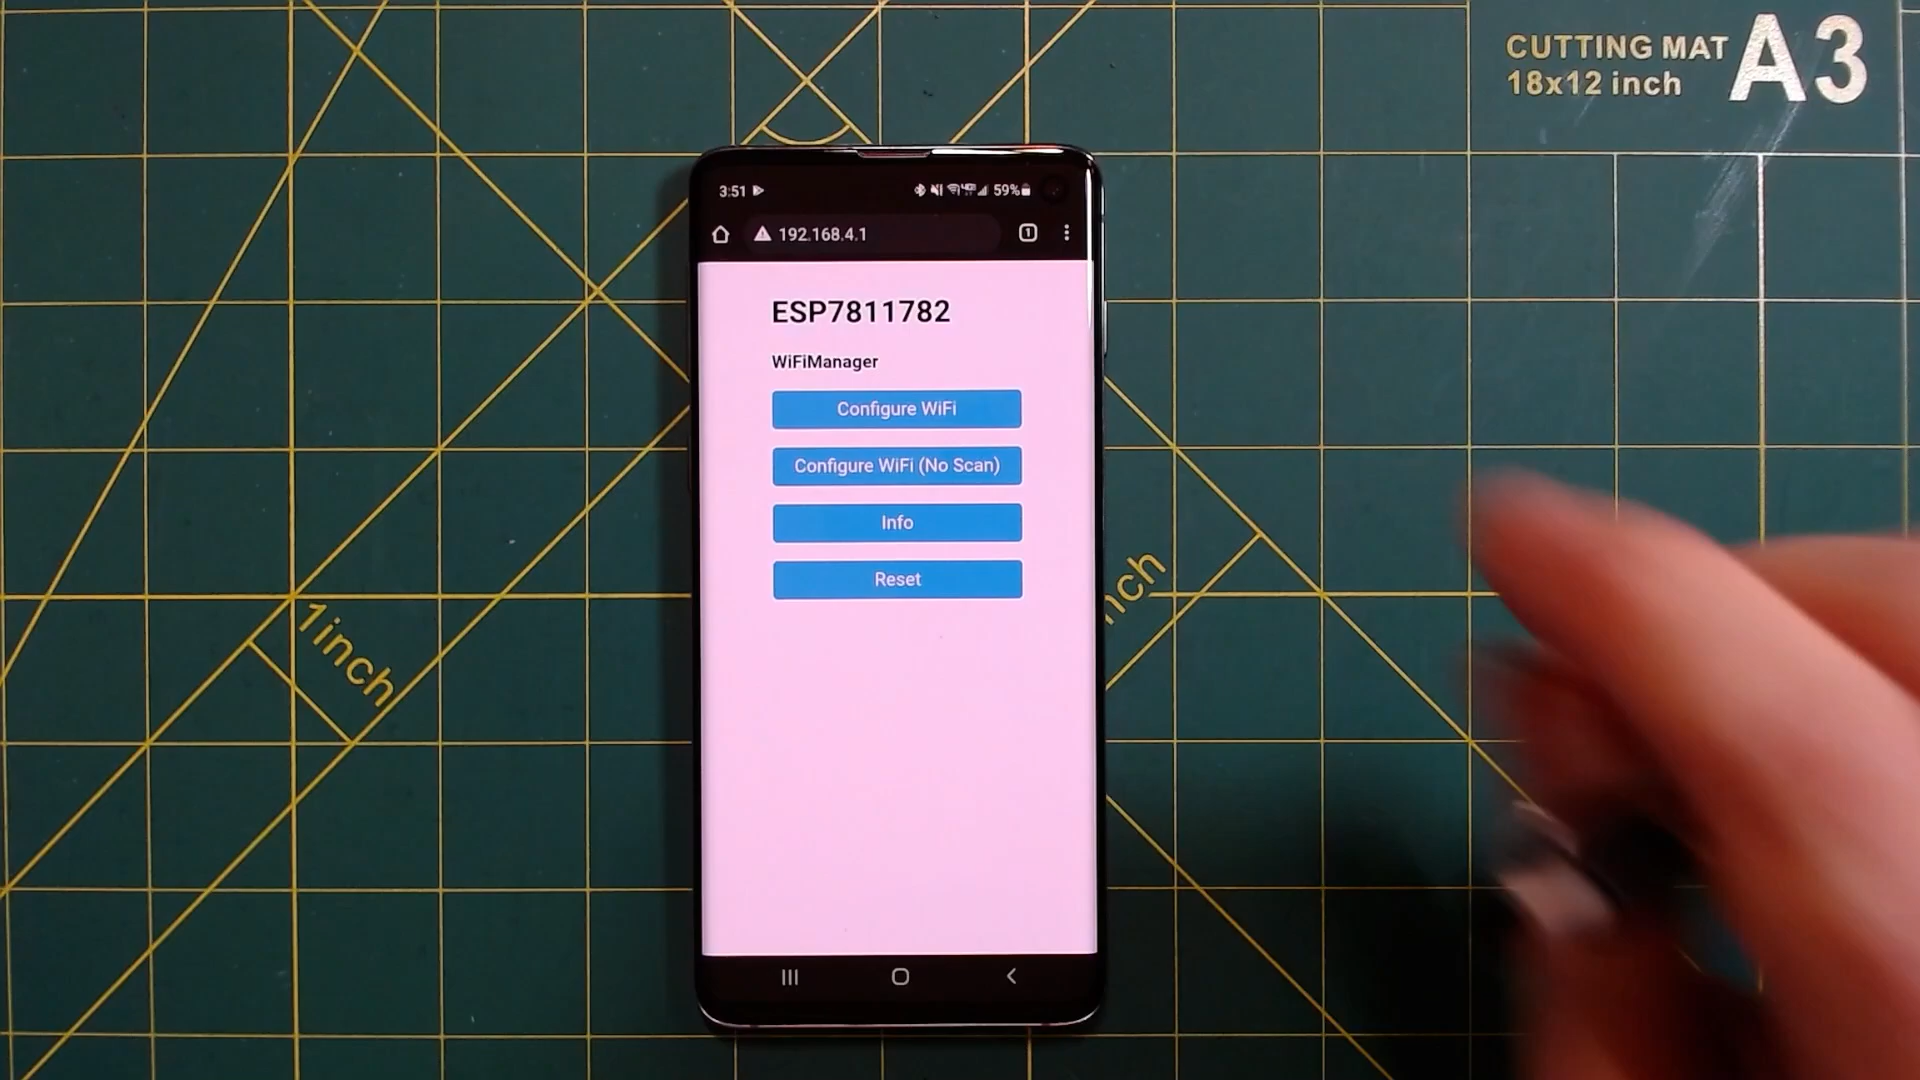 CUTTING MAT A3
18x12 inch
3:51
59%
1
192.168.4.1
ESP7811782
WiFiManager
Configure WiFi
Configure WiFi (No Scan)
Info
Reset
1inch